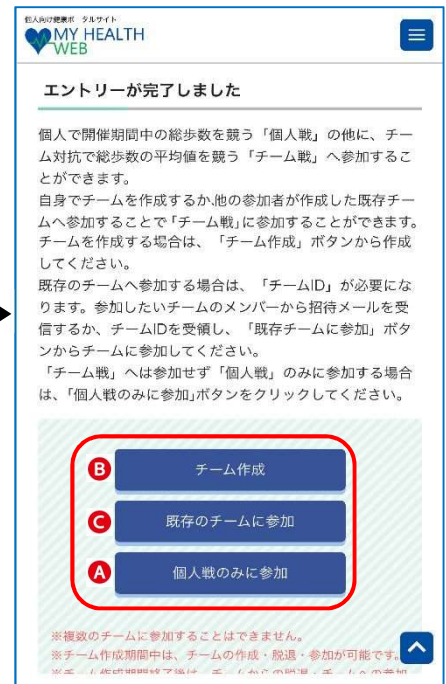 個人向け健康ポータルサイト
MY HEALTH
WEB
エントリーが完了しました
個人で開催期間中の総歩数を競う「個人戦」の他に、チー
ム対抗で総歩数の平均値を競う「チーム戦」へ参加するこ
とができます。
自身でチームを作成するか、他の参加者が作成した既存チー
ムへ参加することで「チーム戦」に参加することができます。
チームを作成する場合は、「チーム作成」ボタンから作成
してください。
既存のチームへ参加する場合は、「チームID」が必要にな
ります。参加したいチームのメンバーから招待メールを受
信するか、チームIDを受領し、「既存チームに参加」ボタ
ンからチームに参加してください。
「チーム戦」へは参加せず「個人戦」のみに参加する場合
は、「個人戦のみに参加」ボタンをクリックしてください。
B チーム作成
C 既存のチームに参加
A 個人戦のみに参加
※複数のチームに参加することはできません。
※チーム作成期間中は、チームの作成・脱退・参加が可能です。